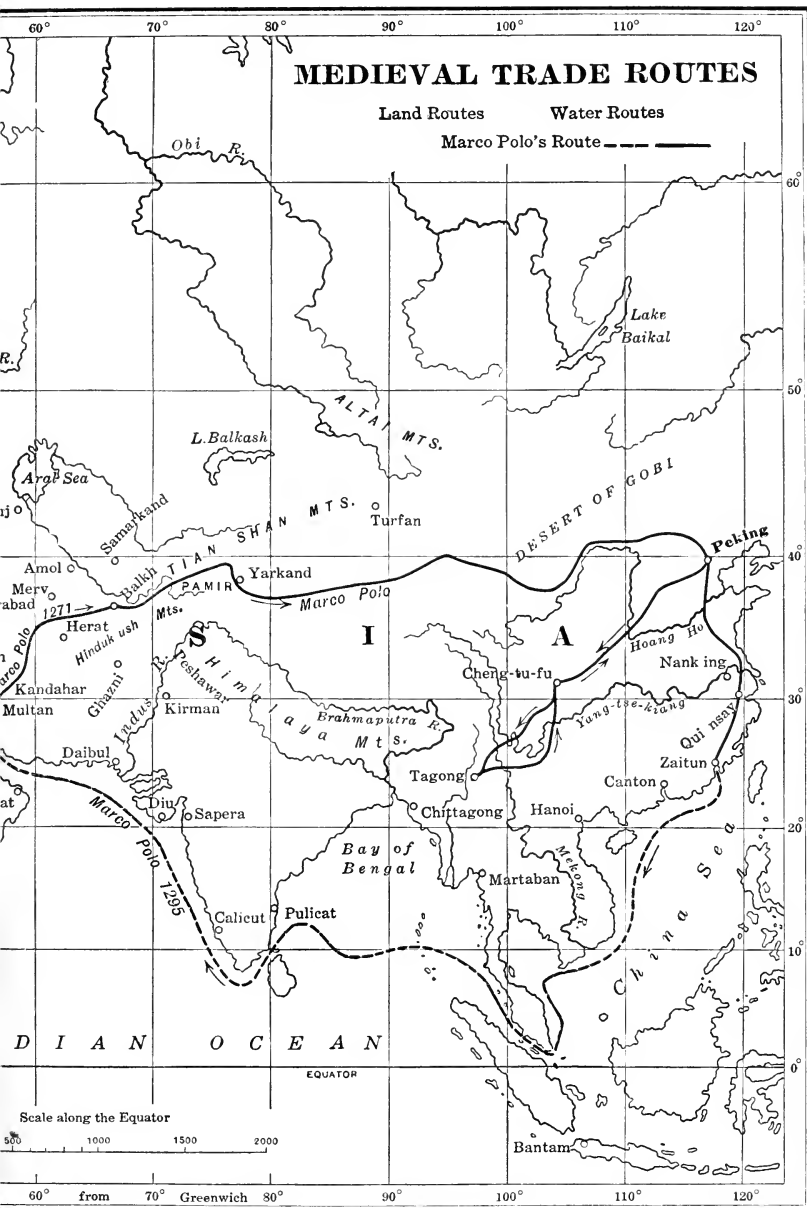 60° 70° 80° 90° 100° 110° 120°
MEDIEVAL TRADE ROUTES
Land Routes Water Routes
Marco Polo's Route
Obi R.
60°
Lake
Baikal
R.
50°
ALTAI MTS.
L.Balkash
Aral Sea
DESERT OF GOBI
Samarkand
TIAN SHAN MTS.
Turfan
Peking
40°
Amol
Balkh
PAMIR
Yarkand
Merv
1271
Marco Polo
Mts.
Herat
Hinduk ush
S I A
Hoang Ho
Cheng-tu-fu
Nank ing
Kandahar
Multan
Ghazni
Indus R.
Peshawar
Kirman
Himalaya Mts.
Brahmaputra R.
Yang-tse-kiang
30°
Qui nsay
Daibul
Tagong
Zaitun
Canton
Marco Polo 1295
Diu
Sapera
Chittagong
Hanoi
20°
Bay of
Bengal
Mekong R.
Martaban
China Sea
Calicut
Pulicat
10°
DIAN OCEAN
0°
EQUATOR
Scale along the Equator
500 1000 1500 2000
Bantam
60° from 70° Greenwich 80° 90° 100° 110° 120°